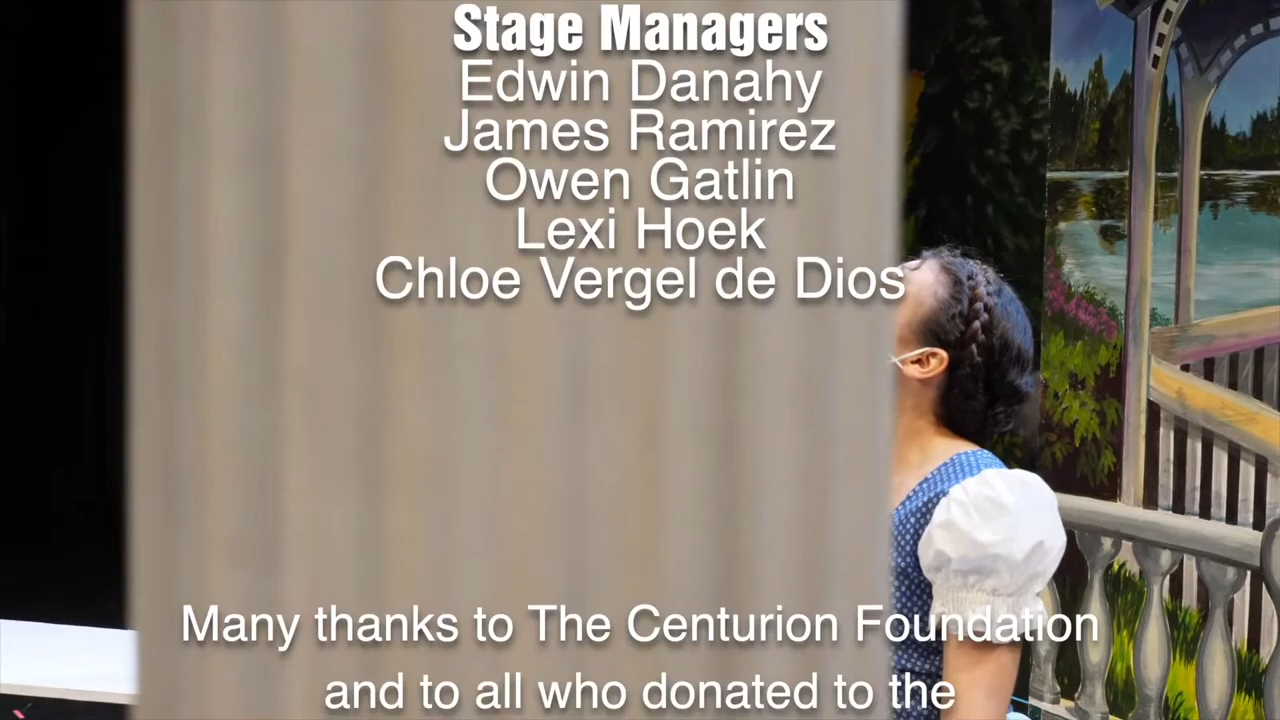 Stage Managers
Edwin Danahy
James Ramirez
Owen Gatlin
Lexi Hoek
Chloe Vergel de Dios
Many thanks to The Centurion Foundation
and to all who donated to the